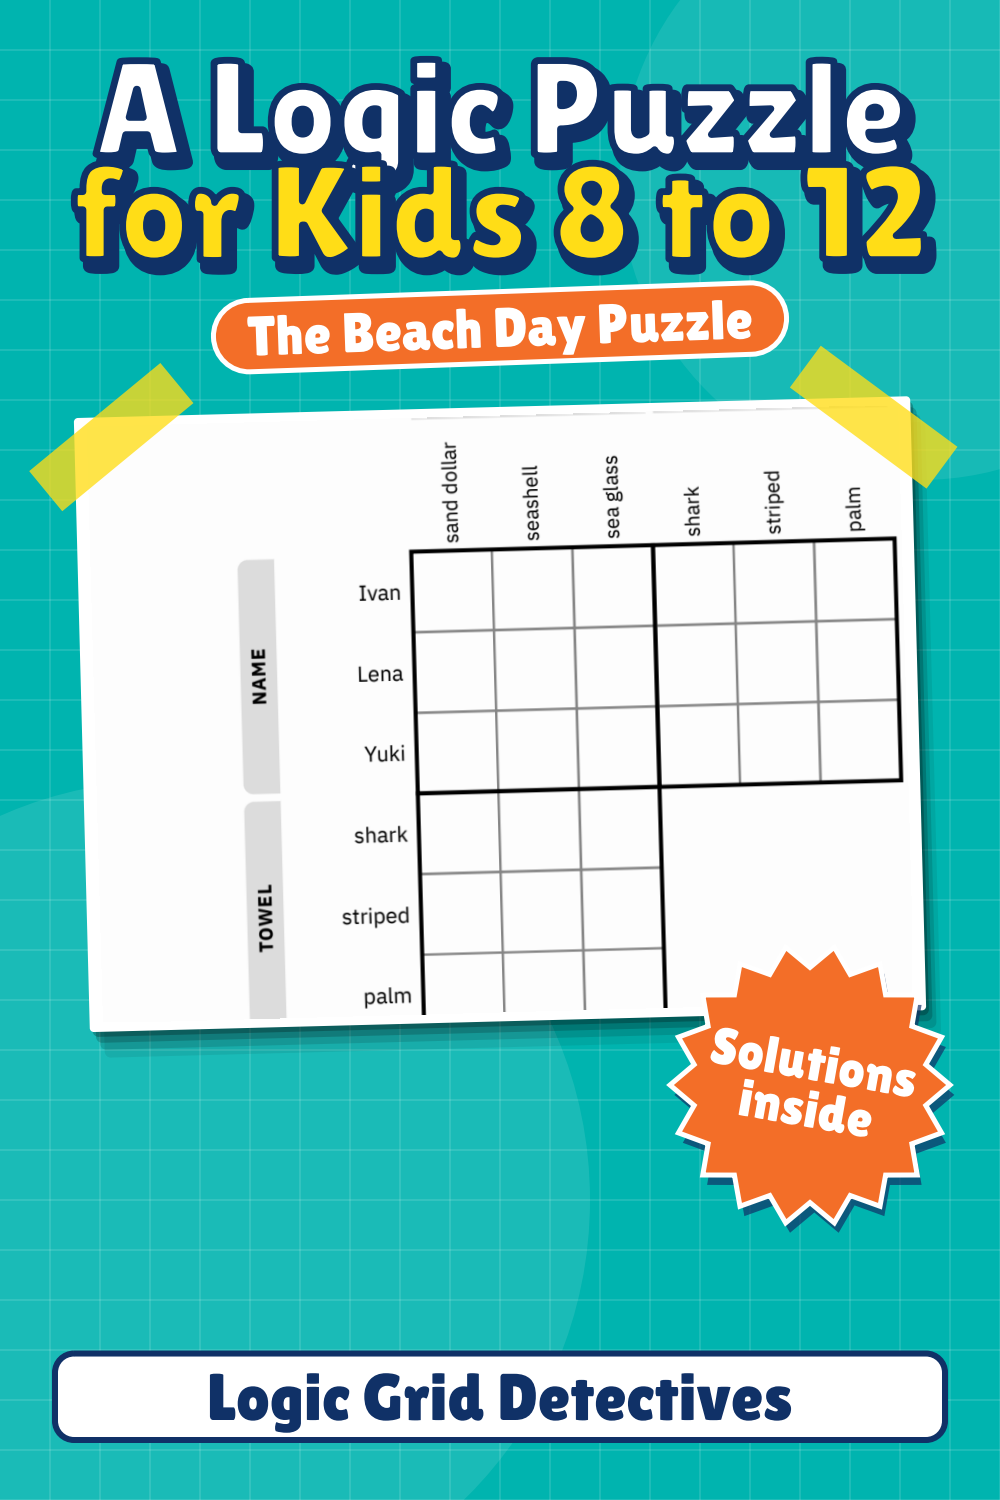 A Logic Puzzle
for Kids 8 to 12
The Beach Day Puzzle
sand dollar
seashell
sea glass
shark
striped
palm
NAME
Ivan
Lena
Yuki
TOWEL
shark
striped
palm
Solutions
inside
Logic Grid Detectives